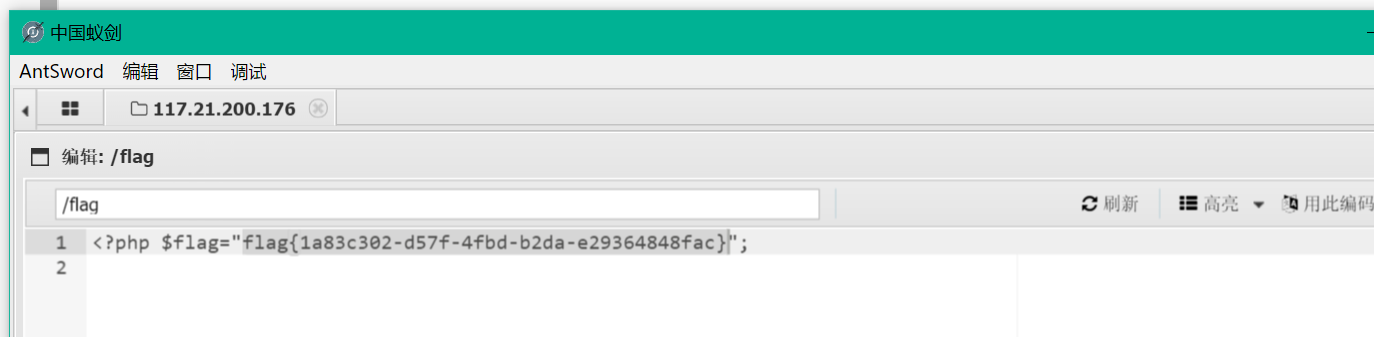 中国蚁剑
AntSword 编辑 窗口 调试
117.21.200.176
编辑: /flag
/flag 刷新 高亮 用此编码
1 <?php $flag="flag{1a83c302-d57f-4fbd-b2da-e29364848fac}";
2